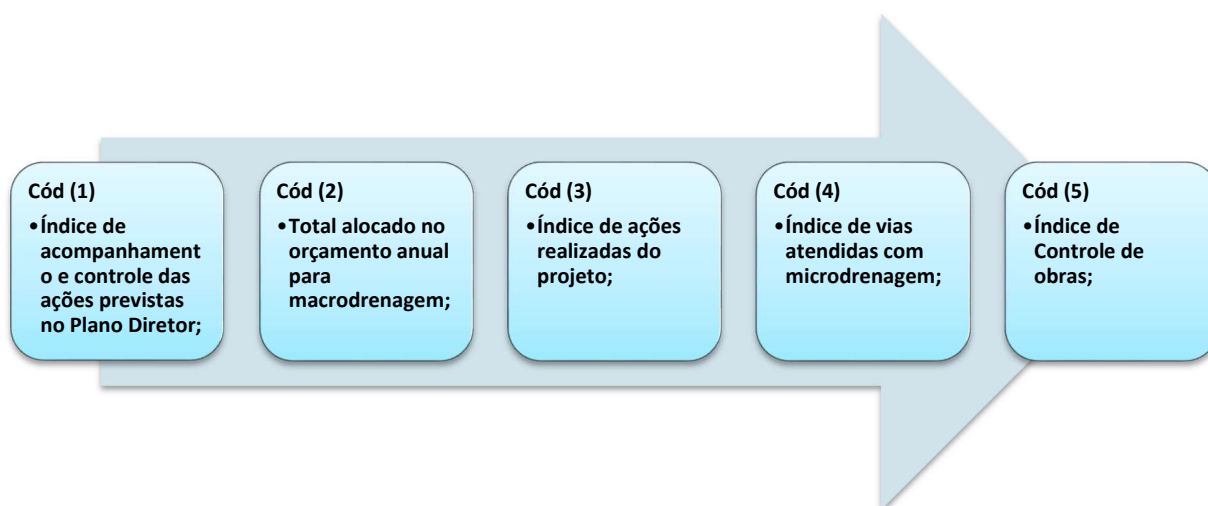 Cód (1)
•Índice de
acompanhament
o e controle das
ações previstas
no Plano Diretor;
Cód (2)
•Total alocado no
orçamento anual
para
macrodrenagem;
Cód (3)
•Índice de ações
realizadas do
projeto;
Cód (4)
•Índice de vias
atendidas com
microdrenagem;
Cód (5)
•Índice de
Controle de
obras;